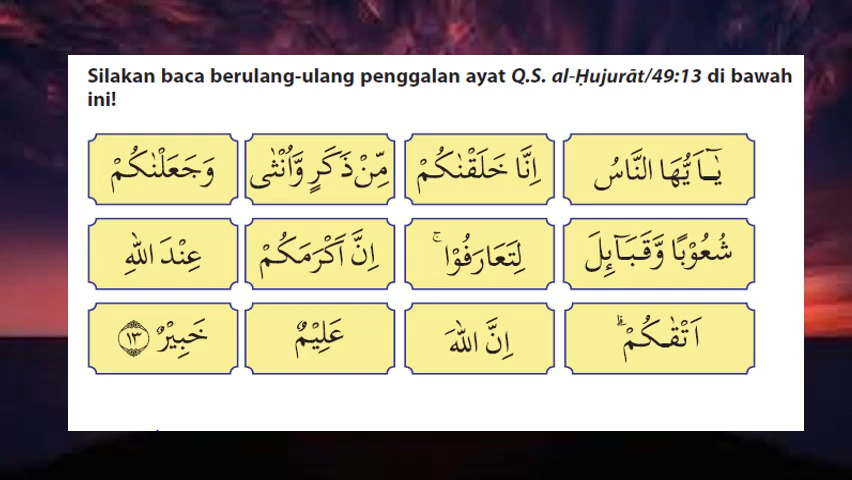 Silakan baca berulang-ulang penggalan ayat Q.S. al-Ḥujurāt/49:13 di bawah
ini!
يٰٓاَيُّهَا النَّاسُ اِنَّا خَلَقْنٰكُمْ مِّنْ ذَكَرٍ وَّاُنْثٰى وَجَعَلْنٰكُمْ
شُعُوْبًا وَّقَبَاۤىِٕلَ لِتَعَارَفُوْا ۚ اِنَّ اَكْرَمَكُمْ عِنْدَ اللّٰهِ
اَتْقٰىكُمْ ۗ اِنَّ اللّٰهَ عَلِيْمٌ خَبِيْرٌ ١٣